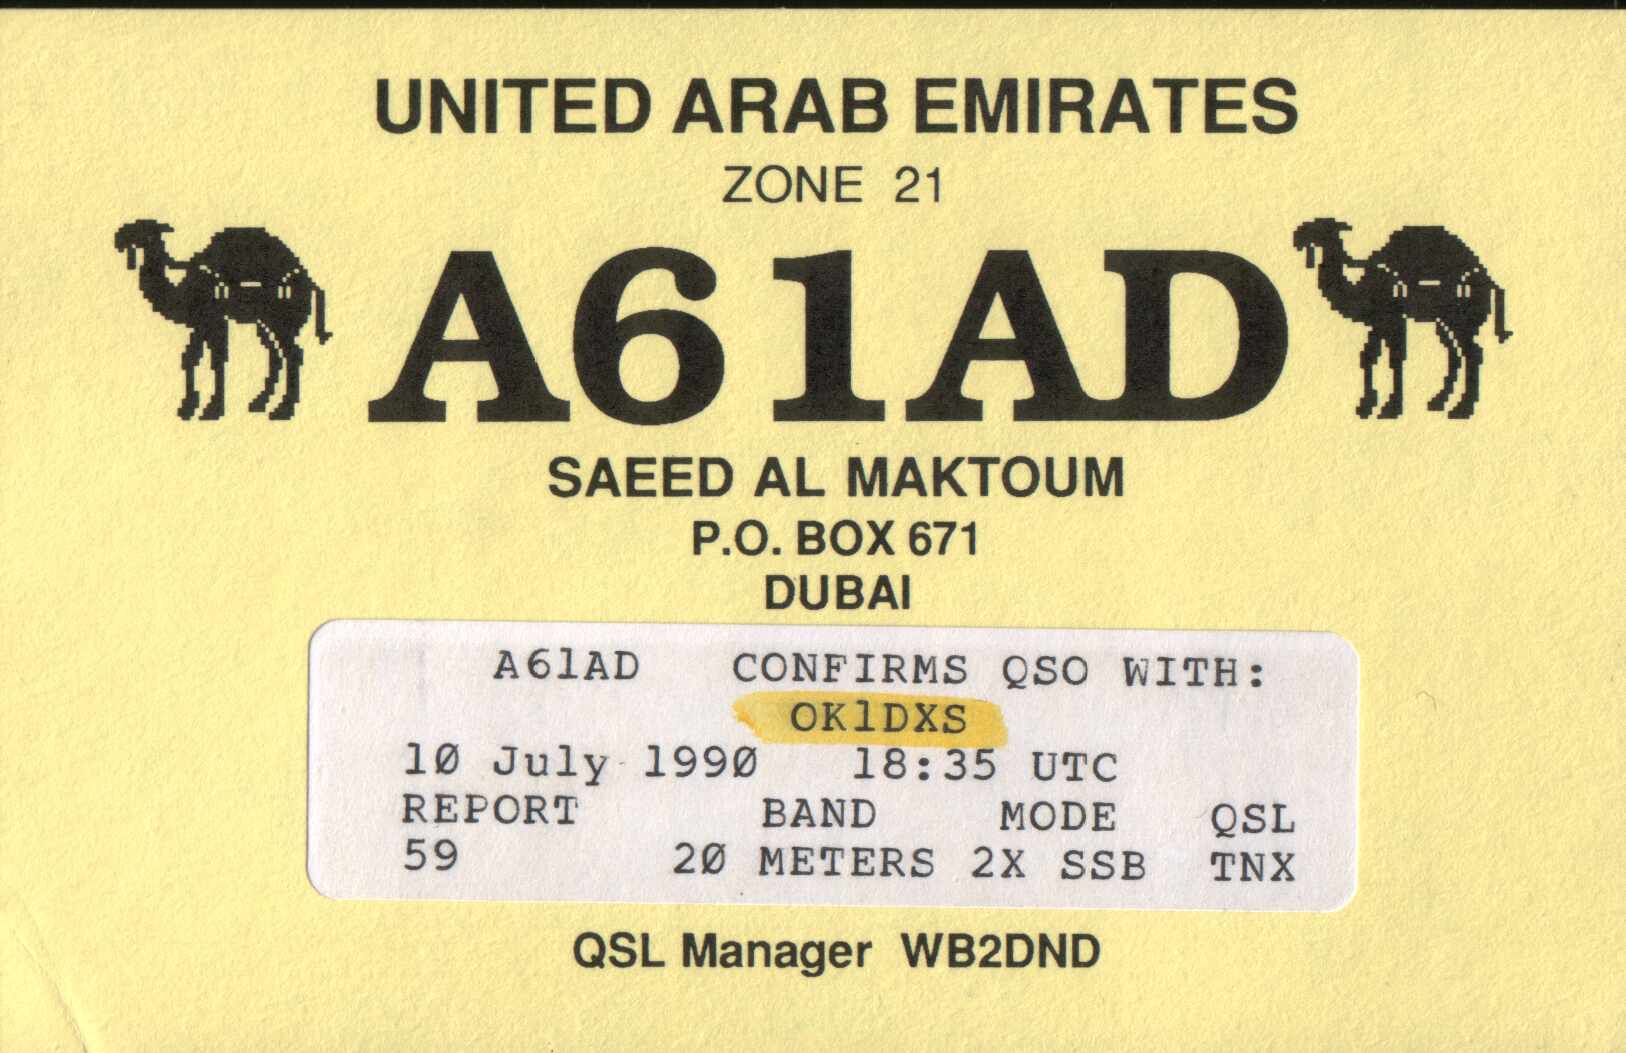 UNITED ARAB EMIRATES
ZONE 21
A61AD
SAEED AL MAKTOUM
P.O. BOX 671
DUBAI
A61AD CONFIRMS QSO WITH:
OK1DXS
10 July 1990 18:35 UTC
REPORT BAND MODE QSL
59 20 METERS 2X SSB TNX
QSL Manager WB2DND